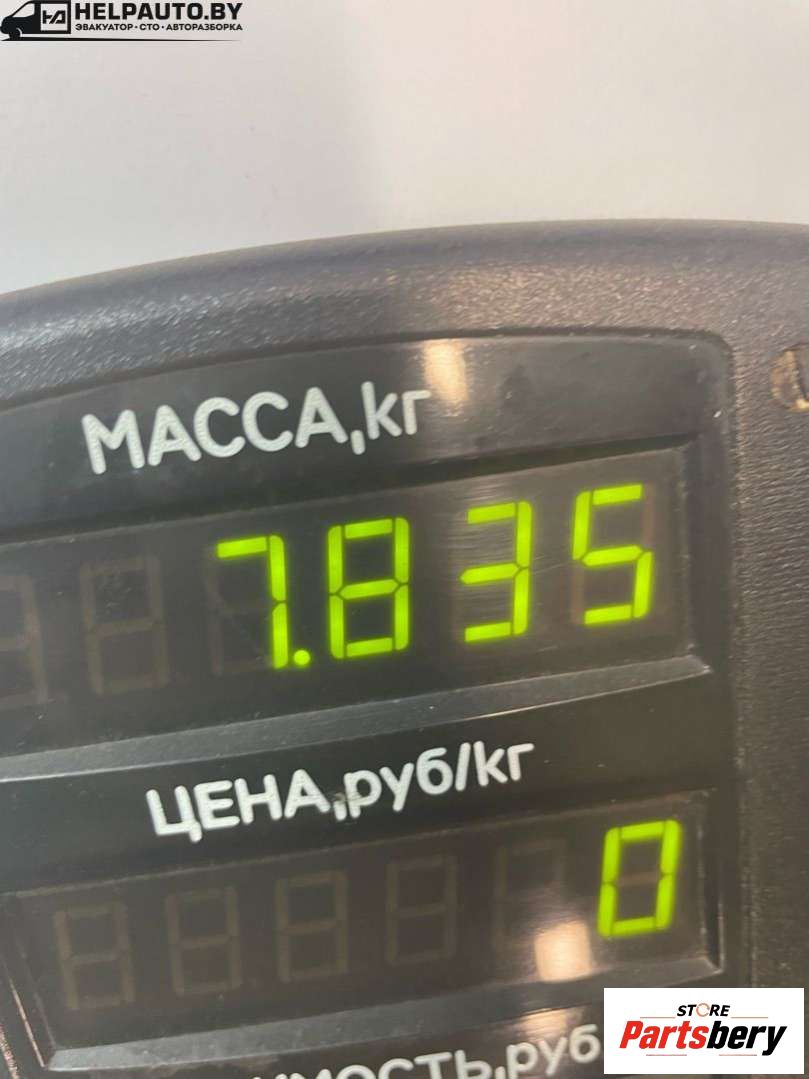 HELPAUTO.BY
ЭВАКУАТОР • СТО • АВТОРАЗБОРКА
МАССА,кг
7.835
ЦЕНА,руб/кг
0
STORE
Partsbery